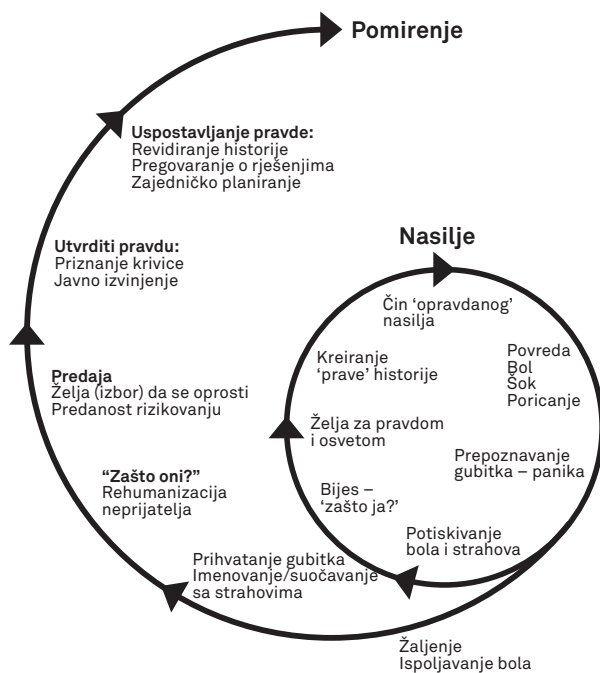 Pomirenje
Uspostavljanje pravde:
Revidiranje historije
Pregovaranje o rješenjima
Zajedničko planiranje
Utvrditi pravdu:
Priznanje krivice
Javno izvinjenje
Predaja
Želja (izbor) da se oprosti
Predanost rizikovanju
“Zašto oni?”
Rehumanizacija
neprijatelja
Prihvatanje gubitka
Imenovanje/suočavanje
sa strahovima
Žaljenje
Ispoljavanje bola
Nasilje
Čin ‘opravdanog’
nasilja
Povreda
Bol
Šok
Poricanje
Prepoznavanje
gubitka – panika
Potiskivanje
bola i strahova
Bijes –
‘zašto ja?’
Želja za pravdom
i osvetom
Kreiranje
‘prave’ historije